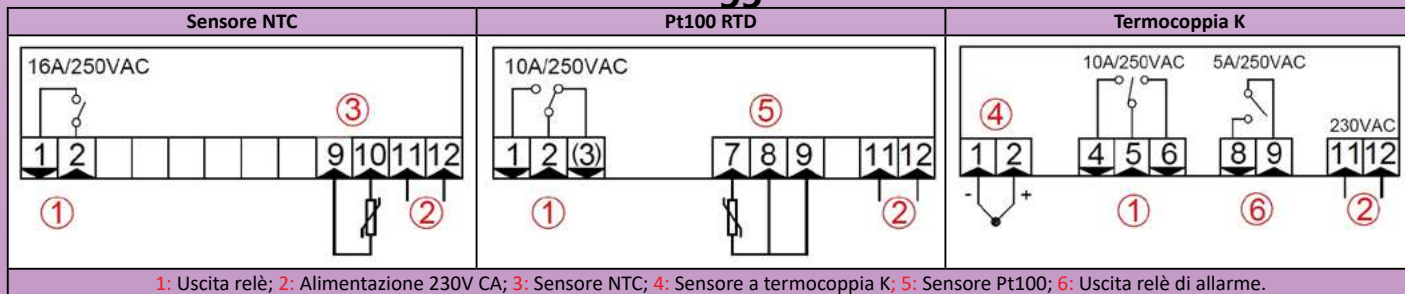 gg
Sensore NTC Pt100 RTD Termocoppia K
16A/250VAC
③
1 2 9 10 11 12
① ②
10A/250VAC
⑤
1 2 (3) 7 8 9 11 12
① ②
10A/250VAC 5A/250VAC
④ 230VAC
1 2 4 5 6 8 9 11 12
- +
① ⑥ ②
1: Uscita relè; 2: Alimentazione 230V CA; 3: Sensore NTC; 4: Sensore a termocoppia K; 5: Sensore Pt100; 6: Uscita relè di allarme.